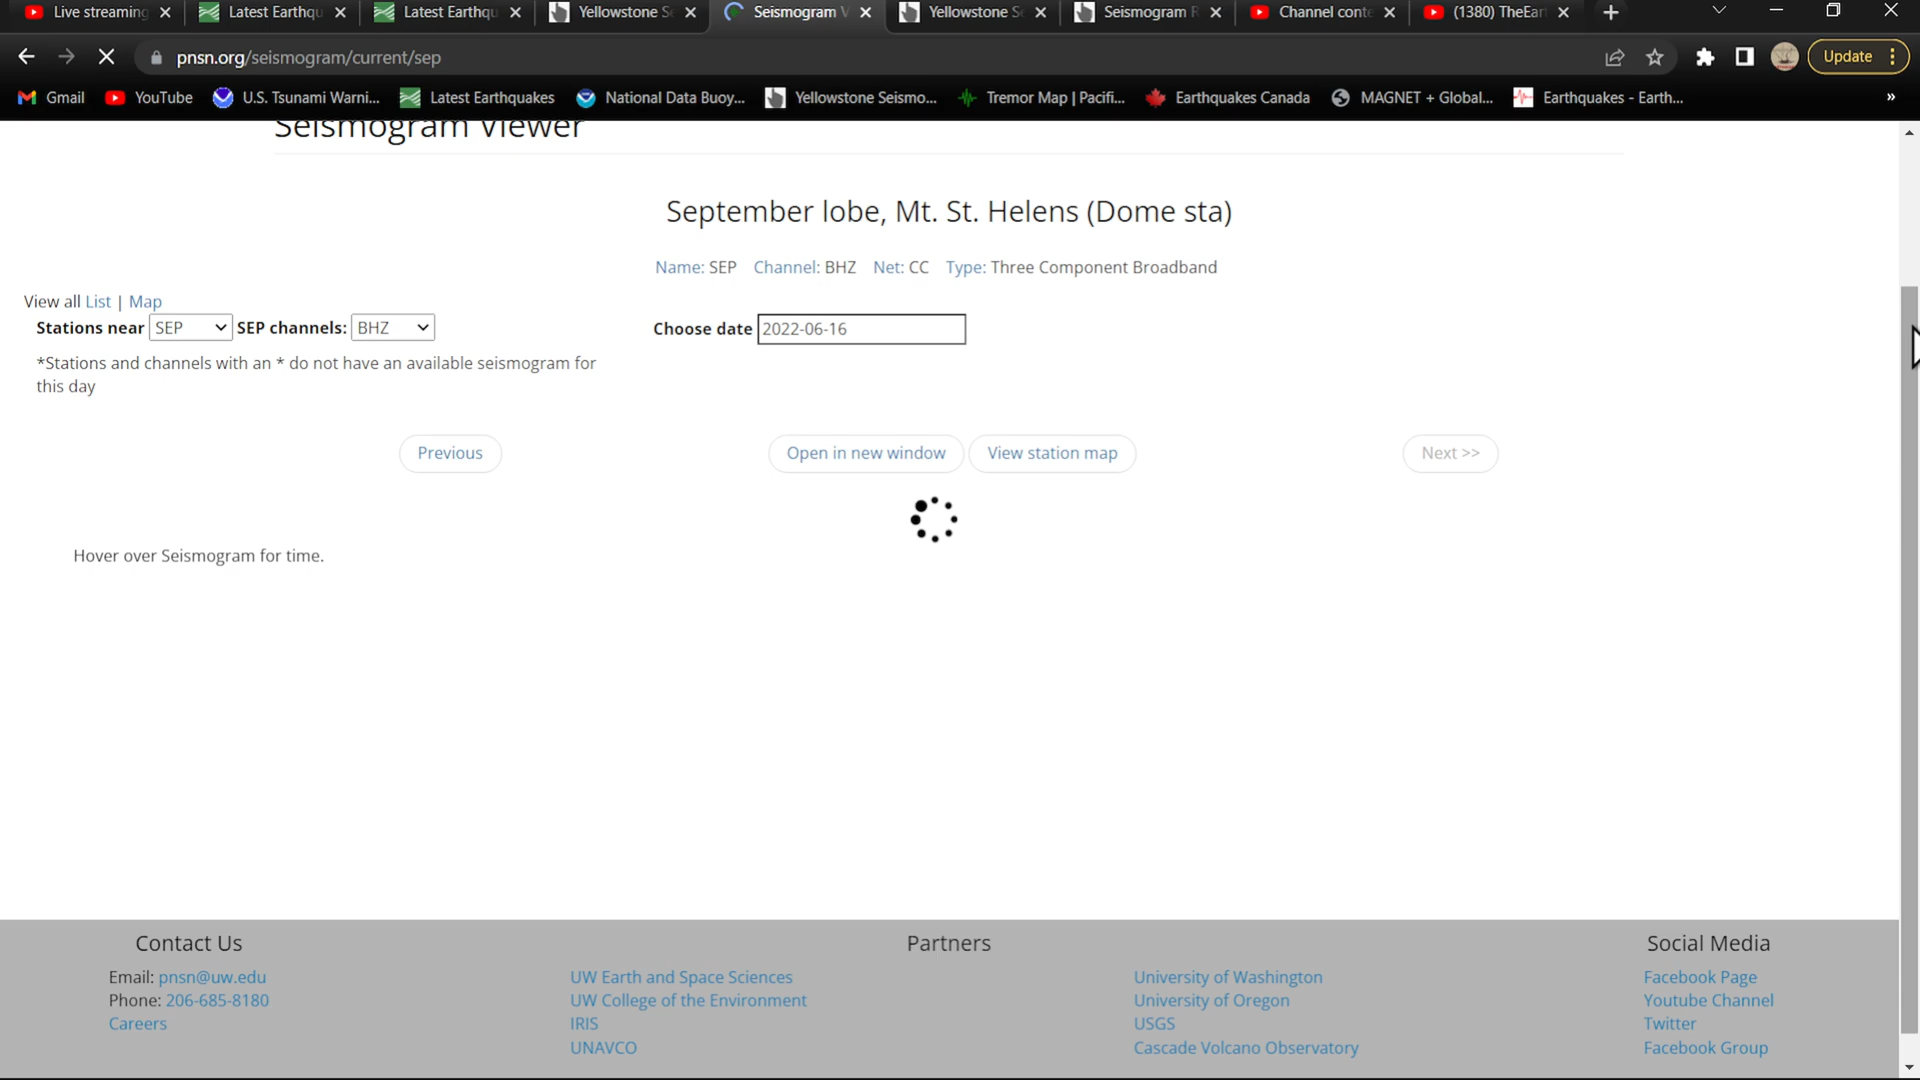 Live streaming
Latest Earthqu
Latest Earthqu
Yellowstone Se
Seismogram V
Yellowstone Se
Seismogram R
Channel conte
(1380) TheEar
pnsn.org/seismogram/current/sep
Update
Gmail
YouTube
U.S. Tsunami Warni...
Latest Earthquakes
National Data Buoy...
Yellowstone Seismo...
Tremor Map | Pacifi...
Earthquakes Canada
MAGNET + Global...
Earthquakes - Earth...
»
Seismogram Viewer
September lobe, Mt. St. Helens (Dome sta)
Name: SEP Channel: BHZ Net: CC Type: Three Component Broadband
View all List | Map
Stations near SEP SEP channels: BHZ
Choose date 2022-06-16
*Stations and channels with an * do not have an available seismogram for
this day
Previous
Open in new window
View station map
Next >>
Hover over Seismogram for time.
Contact Us
Email: pnsn@uw.edu
Phone: 206-685-8180
Careers
Partners
UW Earth and Space Sciences
UW College of the Environment
IRIS
UNAVCO
University of Washington
University of Oregon
USGS
Cascade Volcano Observatory
Social Media
Facebook Page
Youtube Channel
Twitter
Facebook Group